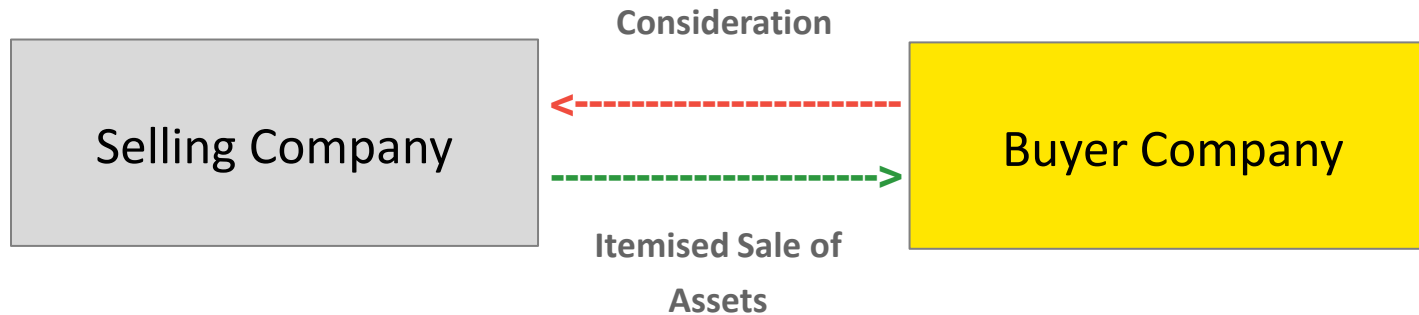 Consideration
Selling Company
Buyer Company
Itemised Sale of
Assets